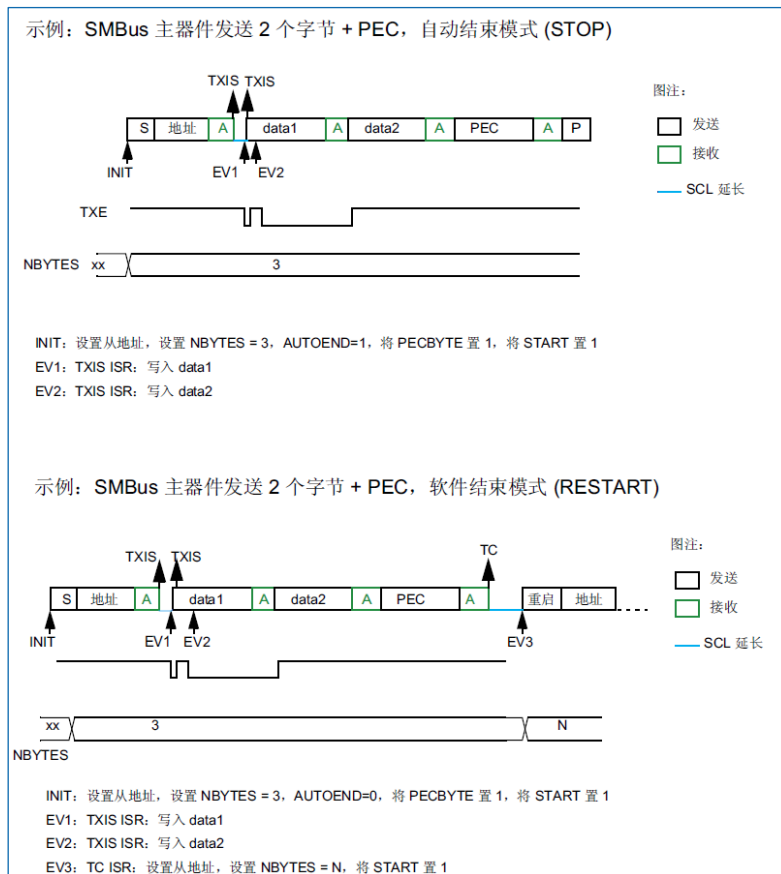 示例：SMBus 主器件发送 2 个字节 + PEC，自动结束模式 (STOP)
TXIS TXIS
图注：
S 地址 A data1 A data2 A PEC A P
发送
接收
INIT EV1 EV2
SCL 延长
TXE
NBYTES xx 3
INIT：设置从地址，设置 NBYTES = 3，AUTOEND=1，将 PECBYTE 置 1，将 START 置 1
EV1：TXIS ISR：写入 data1
EV2：TXIS ISR：写入 data2
示例：SMBus 主器件发送 2 个字节 + PEC，软件结束模式 (RESTART)
TXIS TXIS TC
图注：
S 地址 A data1 A data2 A PEC A 重启 地址
发送
接收
INIT EV1 EV2 EV3
SCL 延长
xx 3 N
NBYTES
INIT：设置从地址，设置 NBYTES = 3，AUTOEND=0，将 PECBYTE 置 1，将 START 置 1
EV1：TXIS ISR：写入 data1
EV2：TXIS ISR：写入 data2
EV3：TC ISR：设置从地址，设置 NBYTES = N，将 START 置 1